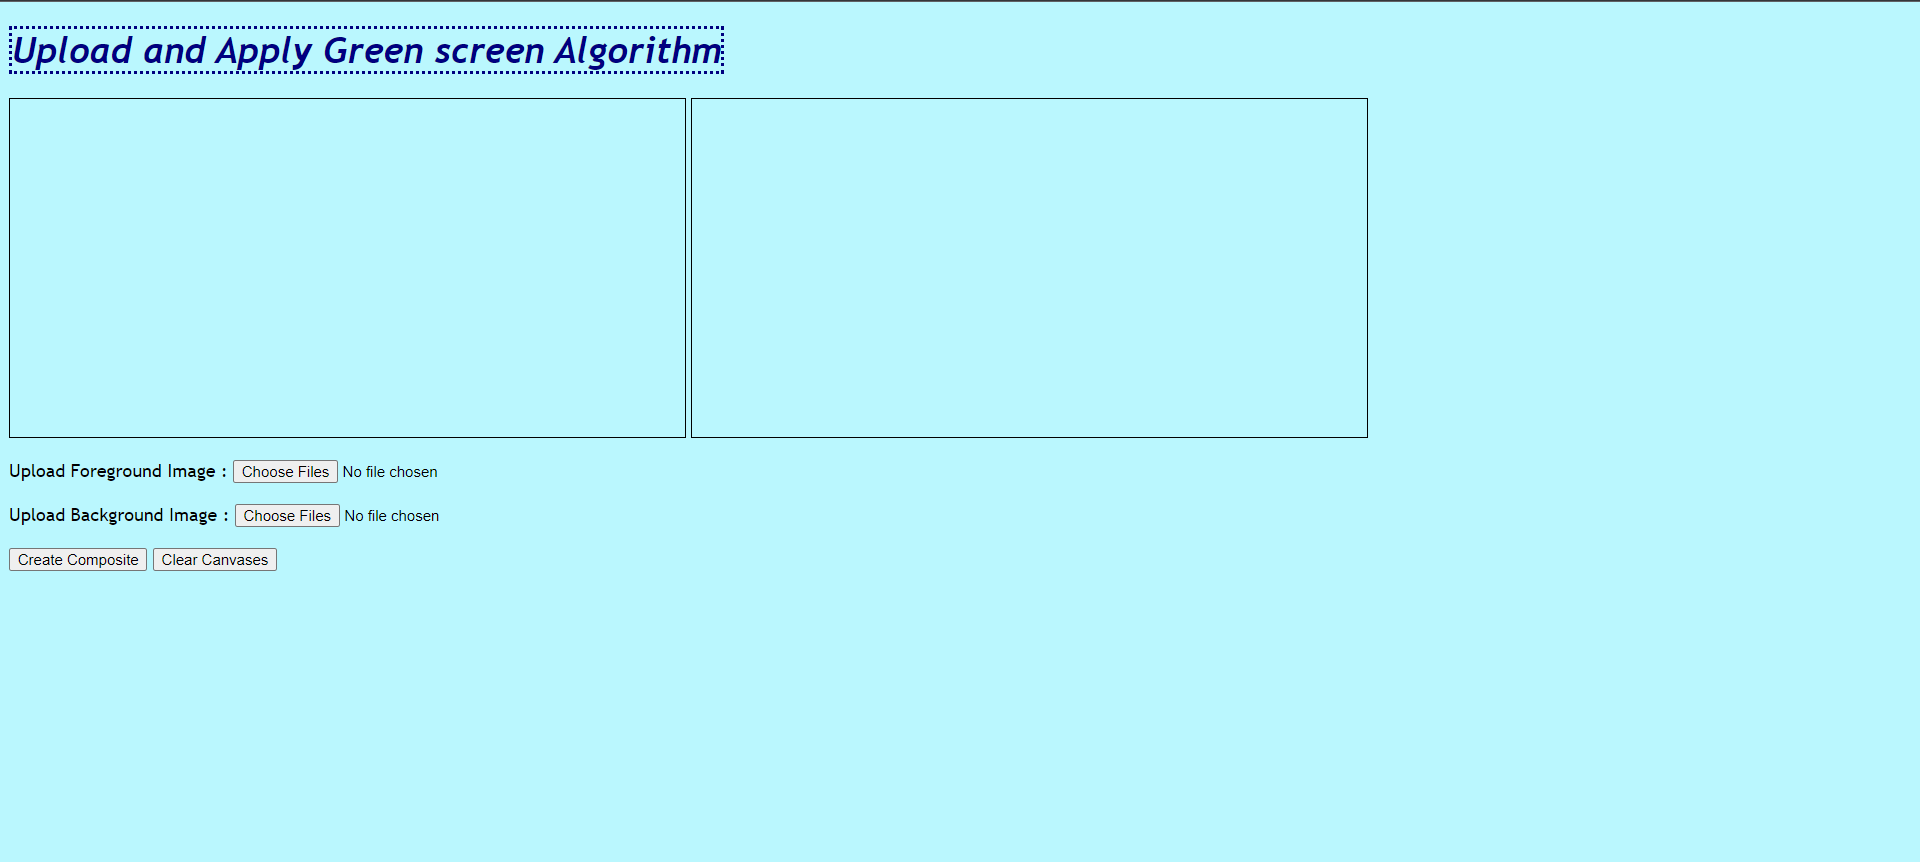 Upload and Apply Green screen Algorithm
Upload Foreground Image : Choose Files No file chosen
Upload Background Image : Choose Files No file chosen
Create Composite Clear Canvases